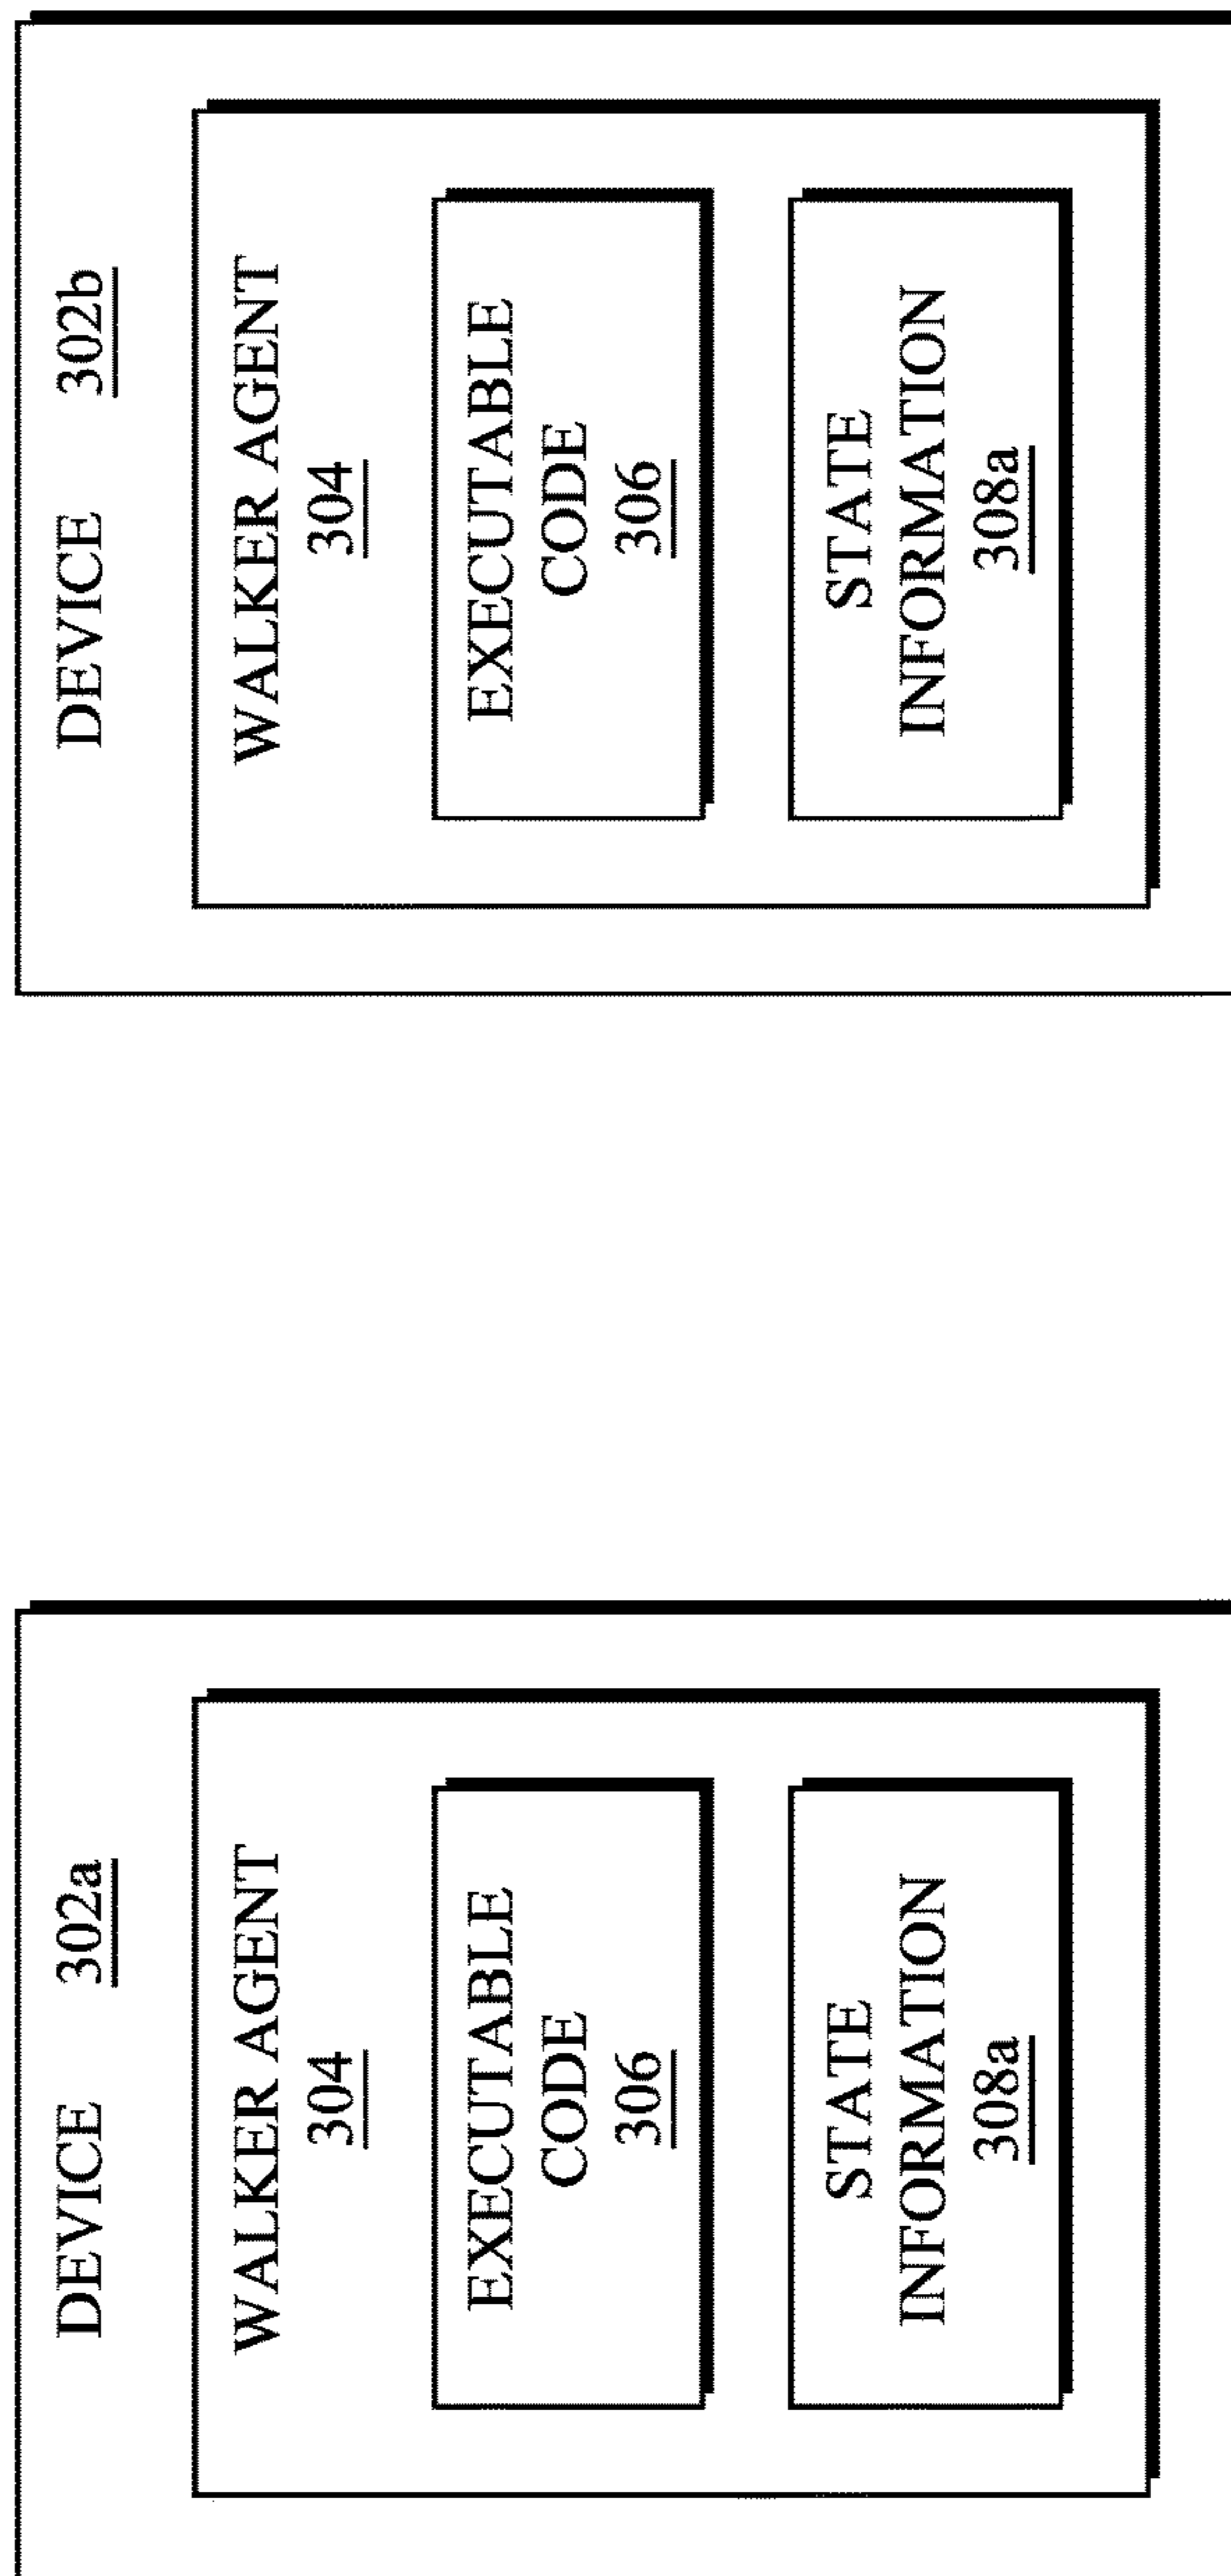 DEVICE 302a
WALKER AGENT
304
EXECUTABLE
CODE
306
STATE
INFORMATION
308a
DEVICE 302b
WALKER AGENT
304
EXECUTABLE
CODE
306
STATE
INFORMATION
308a